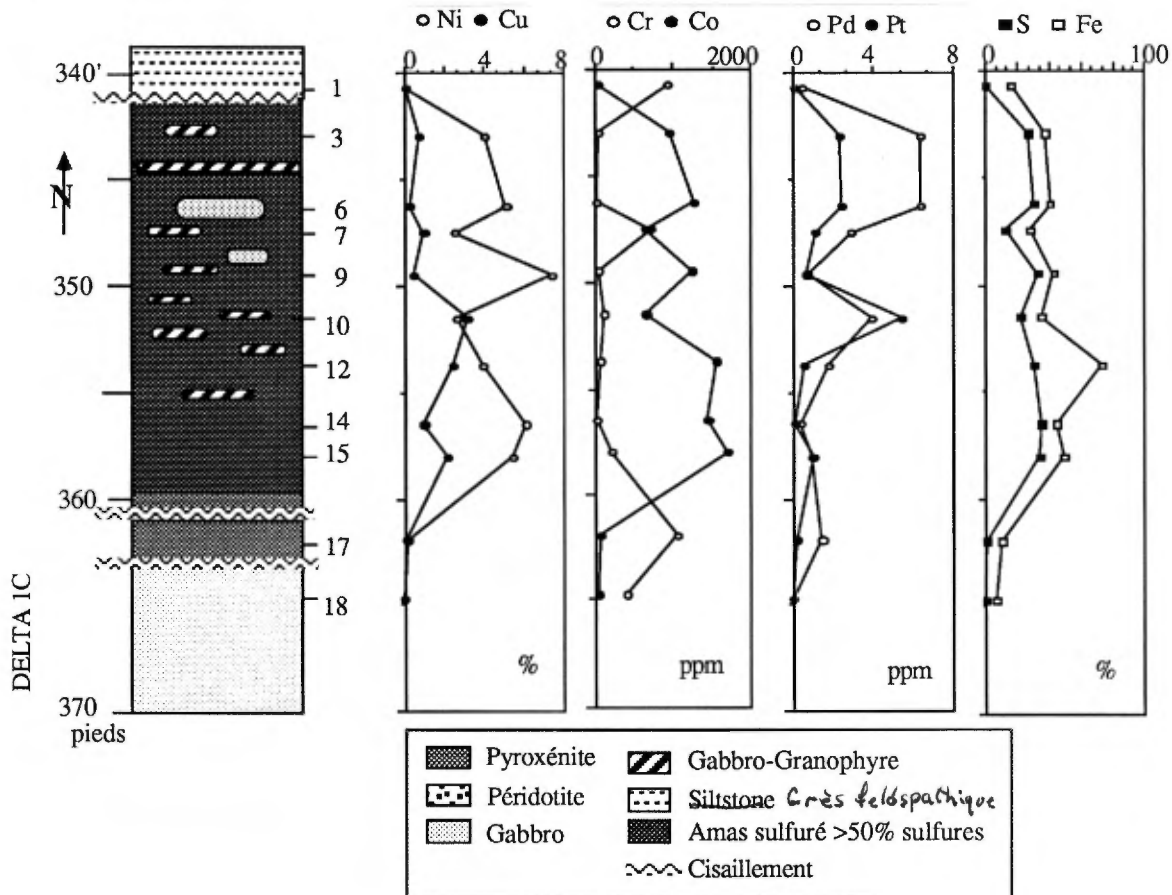 ○ Ni ● Cu
○ Cr ● Co
○ Pd ● Pt
■ S □ Fe
0 4 8
0 2000
0 4 8
0 100
340'
1
3
N
6
7
350
9
10
12
14
15
360
17
18
370
pieds
DELTA 1C
%
ppm
ppm
%
Pyroxénite
Gabbro-Granophyre
Péridotite
Siltstone Grès feldspathique
Gabbro
Amas sulfuré >50% sulfures
Cisaillement